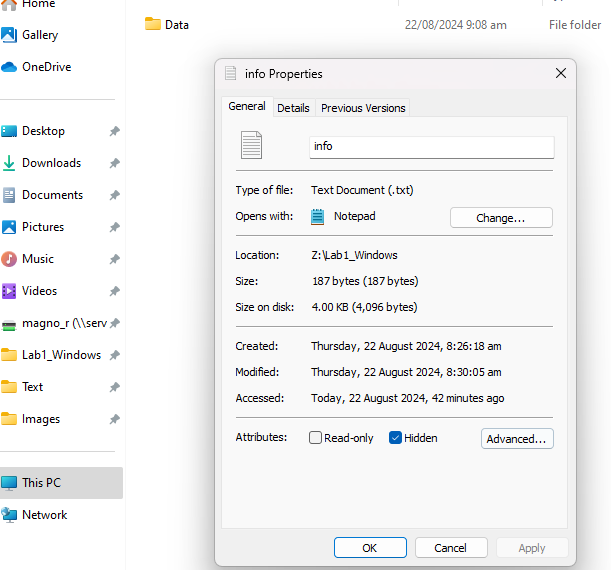 Home
Gallery
OneDrive
Desktop
Downloads
Documents
Pictures
Music
Videos
magno_r (\\serv
Lab1_Windows
Text
Images
This PC
Network
Data 22/08/2024 9:08 am File folder
info Properties
General Details Previous Versions
info
Type of file: Text Document (.txt)
Opens with: Notepad Change...
Location: Z:\Lab1_Windows
Size: 187 bytes (187 bytes)
Size on disk: 4.00 KB (4,096 bytes)
Created: Thursday, 22 August 2024, 8:26:18 am
Modified: Thursday, 22 August 2024, 8:30:05 am
Accessed: Today, 22 August 2024, 42 minutes ago
Attributes: Read-only Hidden Advanced...
OK Cancel Apply